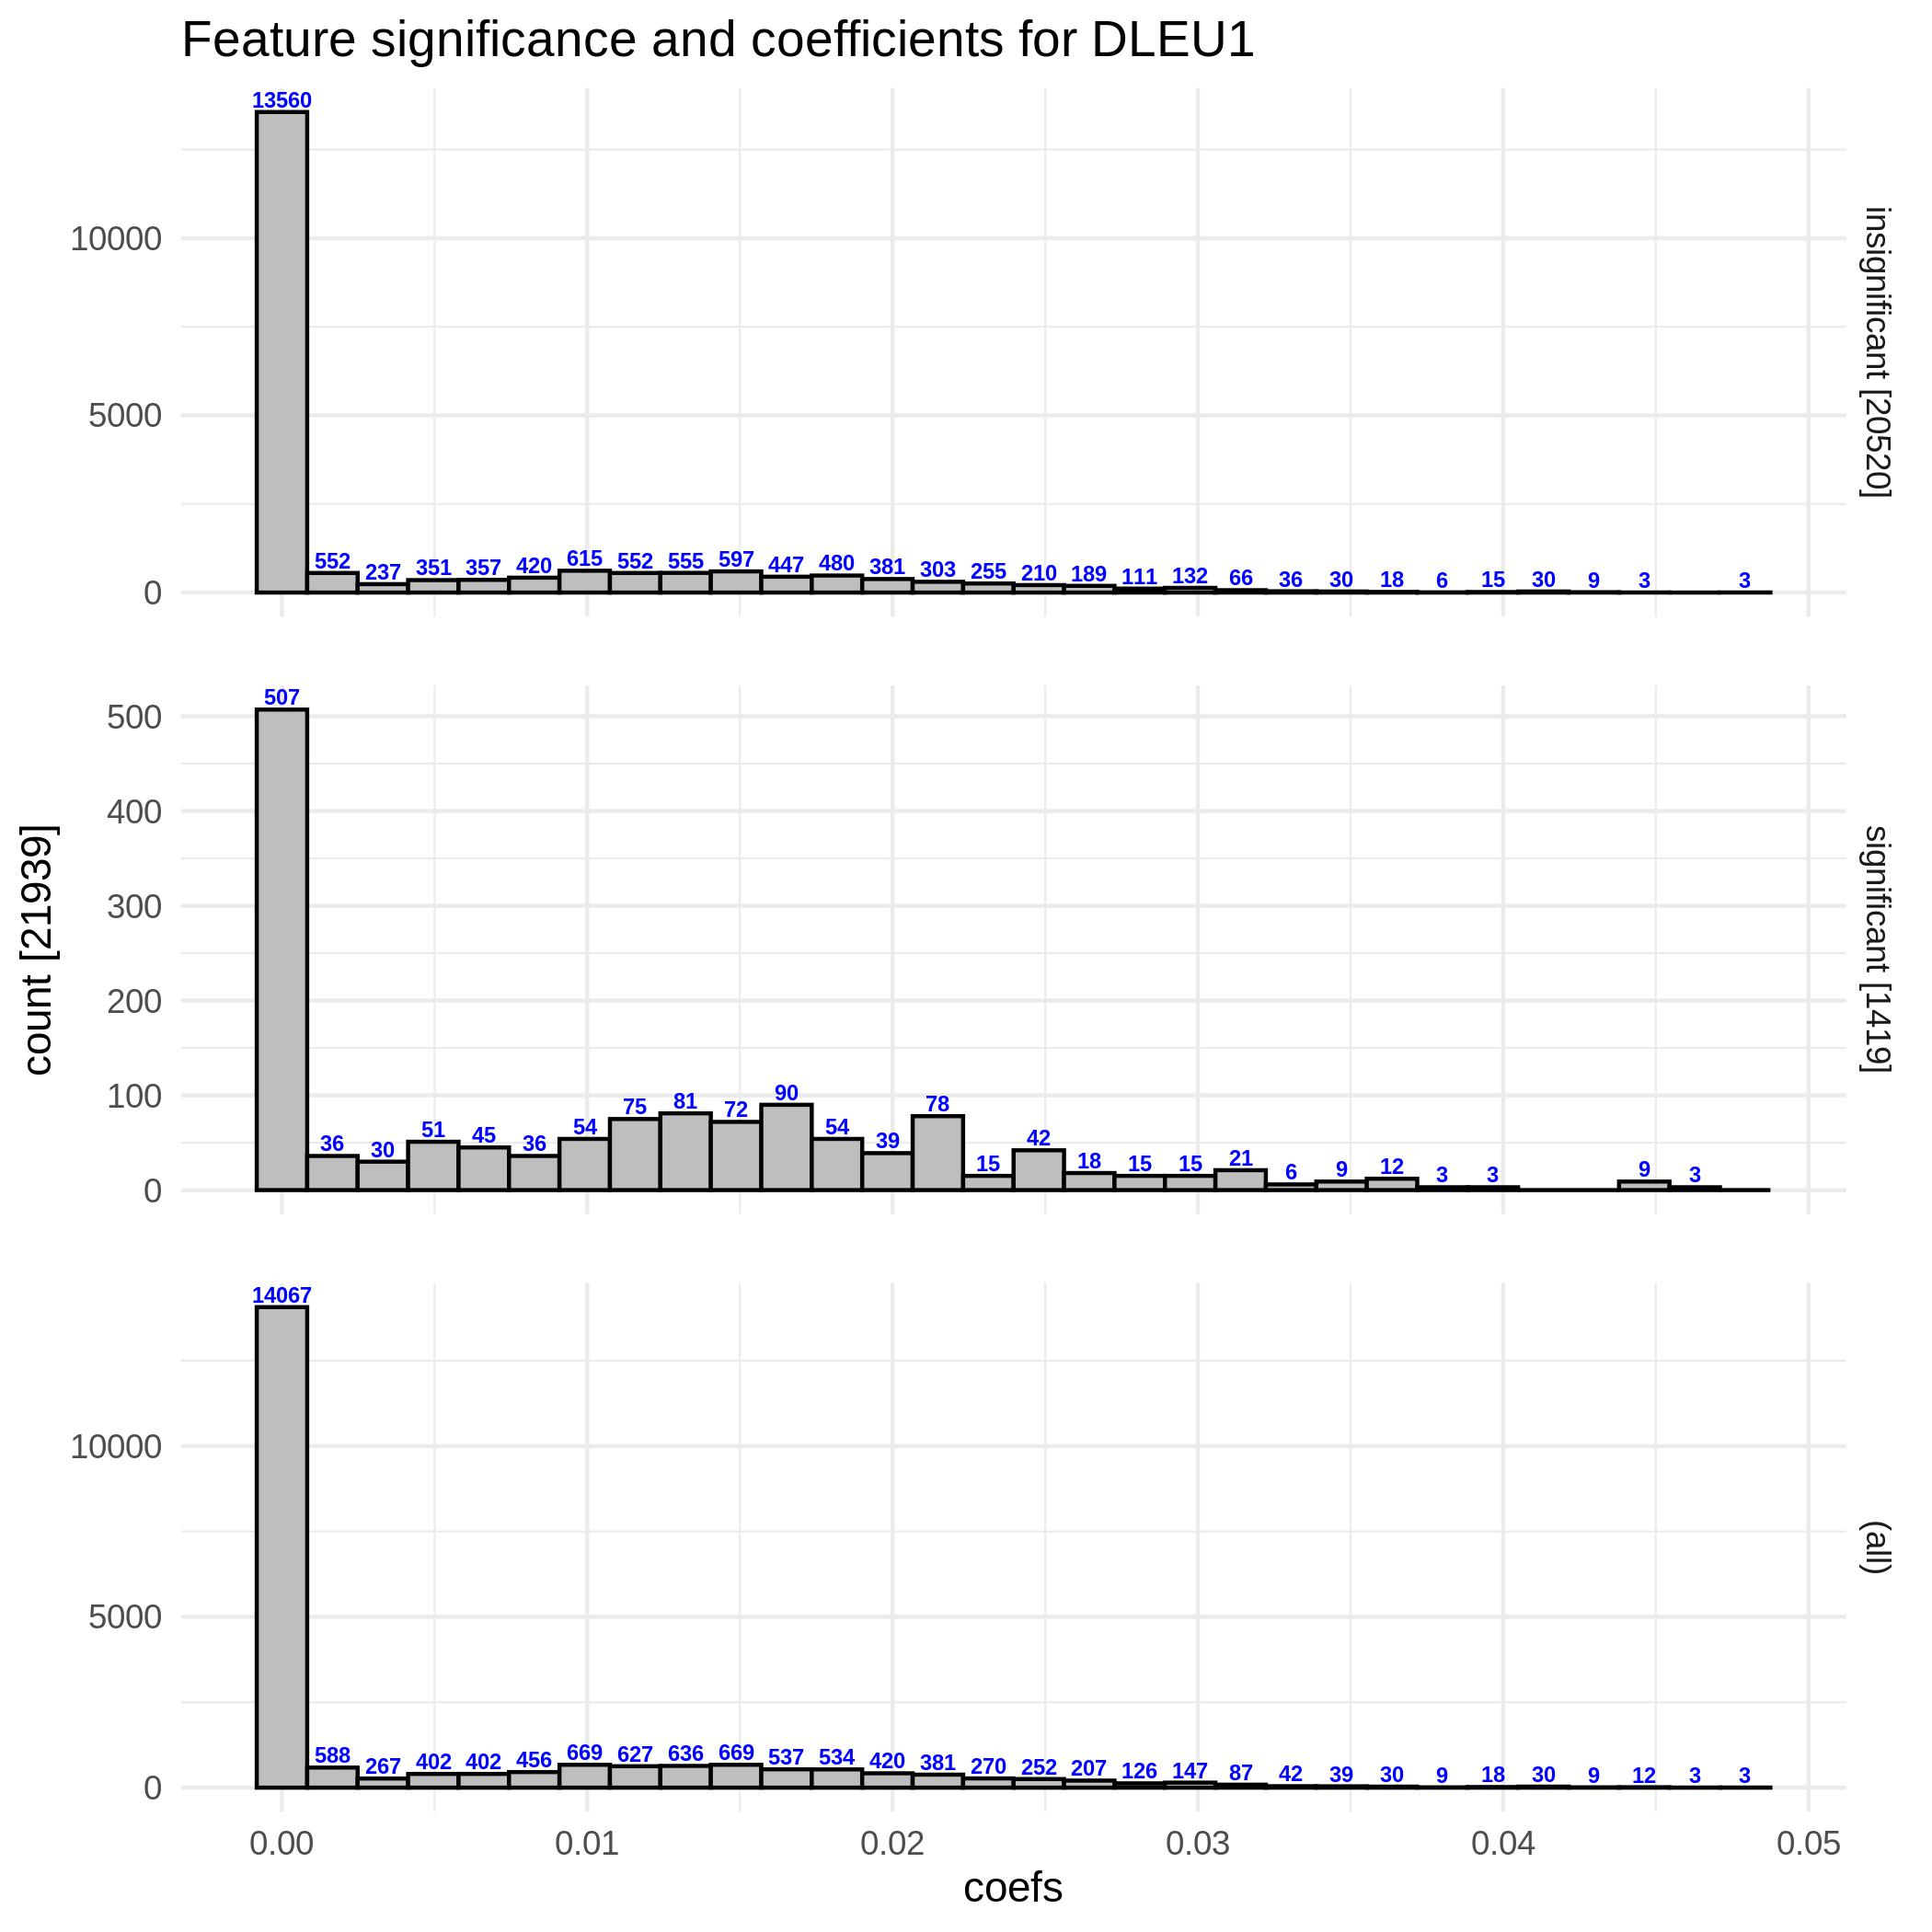 Feature significance and coefficients for DLEU1
13560
552 237 351 357 420 615 552 555 597 447 480 381 303 255 210 189 111 132 66 36 30 18 6 15 30 9 3 3
10000
5000
0
insignificant [20520]
507
36 30 51 45 36 54 75 81 72 90 54 39 78 15 42 18 15 15 21 6 9 12 3 3 9 3
500
400
300
200
100
0
significant [1419]
count [21939]
14067
588 267 402 402 456 669 627 636 669 537 534 420 381 270 252 207 126 147 87 42 39 30 9 18 30 9 12 3 3
10000
5000
0
(all)
0.00 0.01 0.02 0.03 0.04 0.05
coefs